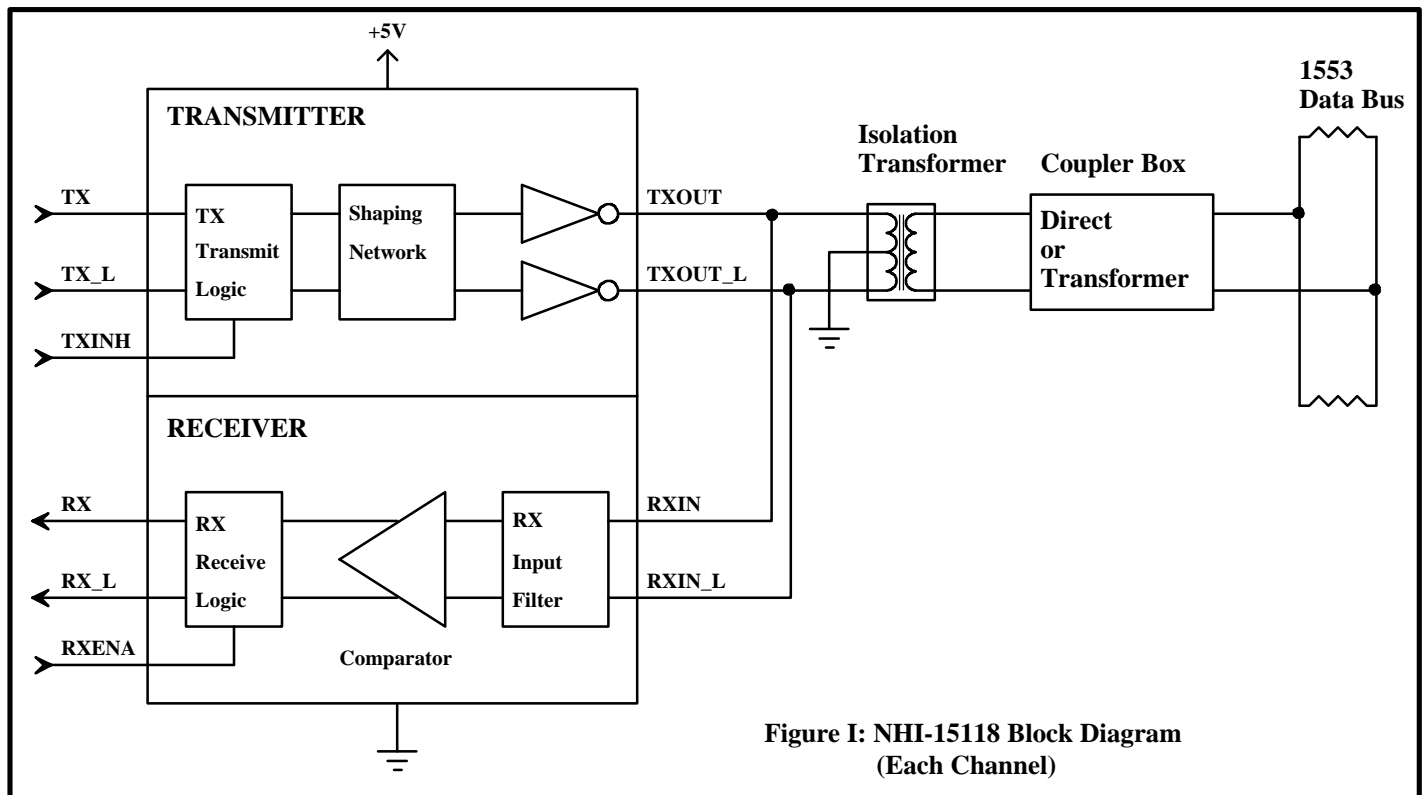 +5V
1553
Data Bus
TRANSMITTER
Isolation
Transformer
Coupler Box
TX
TX_L
TXINH
TX
Transmit
Logic
Shaping
Network
TXOUT
TXOUT_L
Direct
or
Transformer
RECEIVER
RX
RX_L
RXENA
RX
Receive
Logic
Comparator
RX
Input
Filter
RXIN
RXIN_L
Figure I: NHI-15118 Block Diagram
(Each Channel)